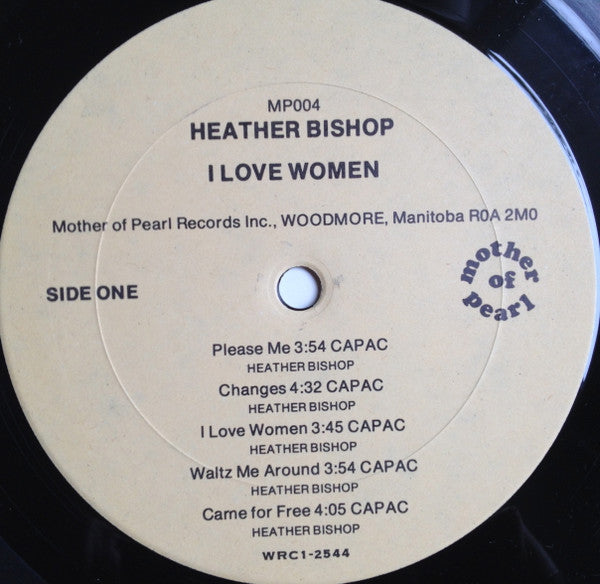 MP004
HEATHER BISHOP
I LOVE WOMEN
Mother of Pearl Records Inc., WOODMORE, Manitoba R0A 2M0
SIDE ONE
mother
of
pearl
Please Me 3:54 CAPAC
HEATHER BISHOP
Changes 4:32 CAPAC
HEATHER BISHOP
I Love Women 3:45 CAPAC
HEATHER BISHOP
Waltz Me Around 3:54 CAPAC
HEATHER BISHOP
Came for Free 4:05 CAPAC
HEATHER BISHOP
WRC1-2544